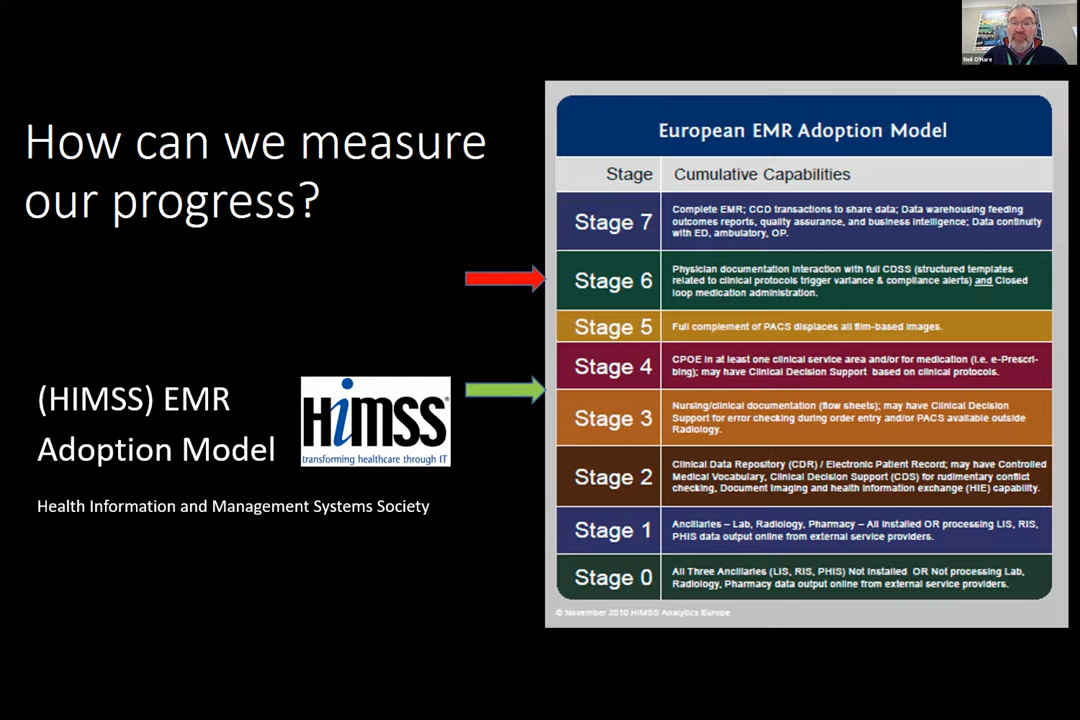 Neil O'Hare
How can we measure
our progress?
(HIMSS) EMR
Adoption Model
HiMSS®
transforming healthcare through IT
Health Information and Management Systems Society
European EMR Adoption Model
Stage Cumulative Capabilities
Stage 7
Complete EMR; CCD transactions to share data; Data warehousing feeding
outcomes reports, quality assurance, and business intelligence; Data continuity
with ED, ambulatory, OP.
Stage 6
Physician documentation interaction with full CDSS (structured templates
related to clinical protocols trigger variance & compliance alerts) and Closed
loop medication administration.
Stage 5
Full complement of PACS displaces all film-based images.
Stage 4
CPOE in at least one clinical service area and/or for medication (i.e. e-Prescri-
bing); may have Clinical Decision Support based on clinical protocols.
Stage 3
Nursing/clinical documentation (flow sheets); may have Clinical Decision
Support for error checking during order entry and/or PACS available outside
Radiology.
Stage 2
Clinical Data Repository (CDR) / Electronic Patient Record; may have Controlled
Medical Vocabulary, Clinical Decision Support (CDS) for rudimentary conflict
checking, Document Imaging and health information exchange (HIE) capability.
Stage 1
Ancillaries – Lab, Radiology, Pharmacy – All Installed OR processing LIS, RIS,
PHIS data output online from external service providers.
Stage 0
All Three Ancillaries (LIS, RIS, PHIS) Not Installed OR Not processing Lab,
Radiology, Pharmacy data output online from external service providers.
© November 2010 HIMSS Analytics Europe